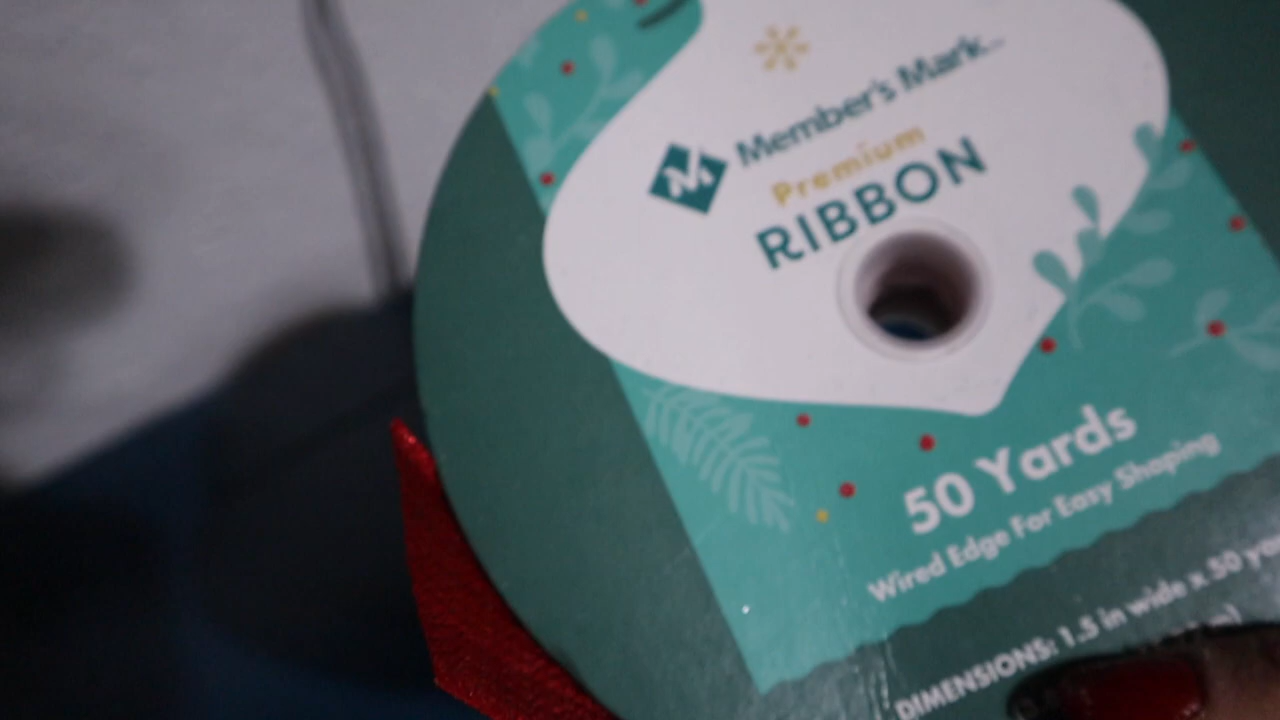 Member's Mark
Premium
RIBBON
50 Yards
Wired Edge For Easy Shaping
DIMENSIONS: 1.5 in wide x 50